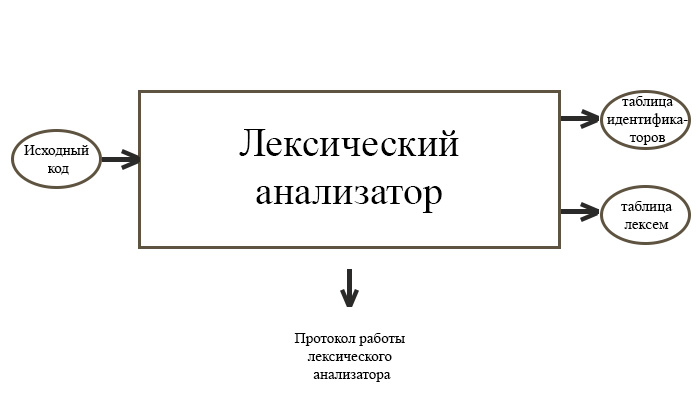 Исходный
код
Лексический
анализатор
таблица
идентифика-
торов
таблица
лексем
Протокол работы
лексического
анализатора